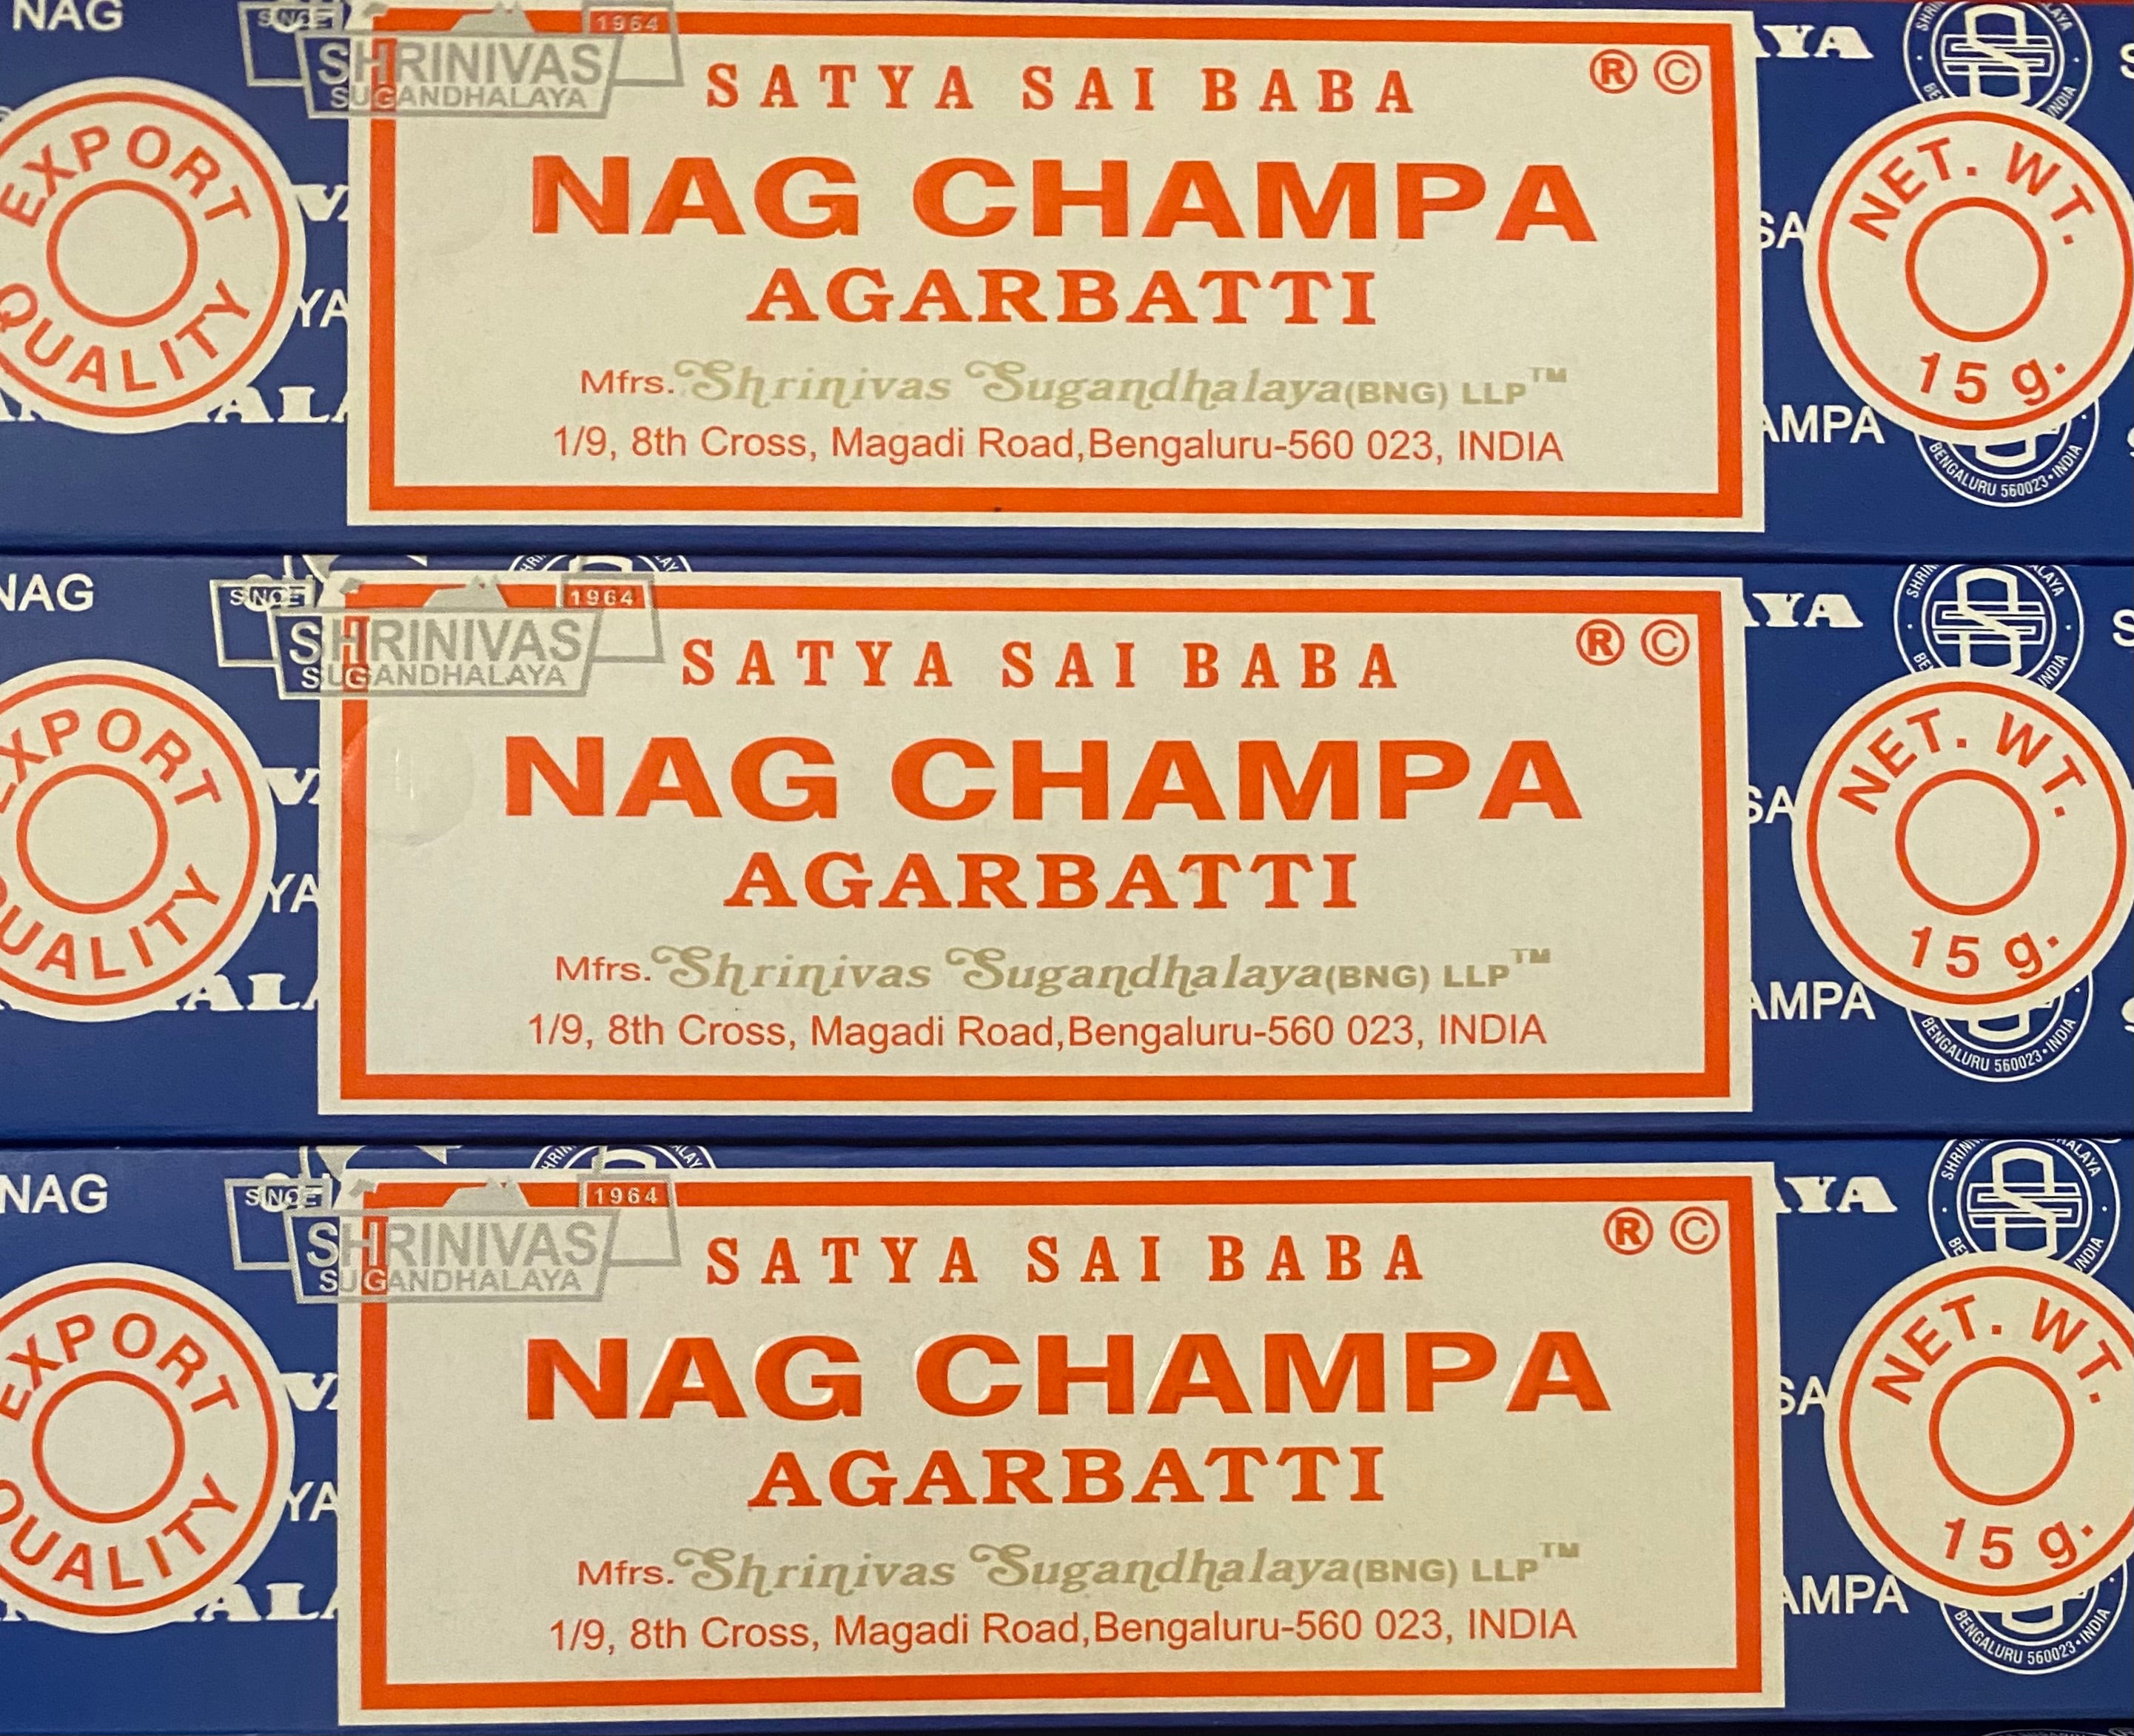 NAG
SINCE 1964
SHRINIVAS
SUGANDHALAYA
EXPORT QUALITY
SATYA SAI BABA
® ©
NAG CHAMPA
AGARBATTI
Mfrs. Shrinivas Sugandhalaya(BNG) LLP™
1/9, 8th Cross, Magadi Road,Bengaluru-560 023, INDIA
NET. WT.
15 g.
BENGALURU 560023•INDIA
NAG
SINCE 1964
SHRINIVAS
SUGANDHALAYA
EXPORT QUALITY
SATYA SAI BABA
® ©
NAG CHAMPA
AGARBATTI
Mfrs. Shrinivas Sugandhalaya(BNG) LLP™
1/9, 8th Cross, Magadi Road,Bengaluru-560 023, INDIA
NET. WT.
15 g.
BENGALURU 560023•INDIA
NAG
SINCE 1964
SHRINIVAS
SUGANDHALAYA
EXPORT QUALITY
SATYA SAI BABA
® ©
NAG CHAMPA
AGARBATTI
Mfrs. Shrinivas Sugandhalaya(BNG) LLP™
1/9, 8th Cross, Magadi Road,Bengaluru-560 023, INDIA
NET. WT.
15 g.
BENGALURU 560023•INDIA